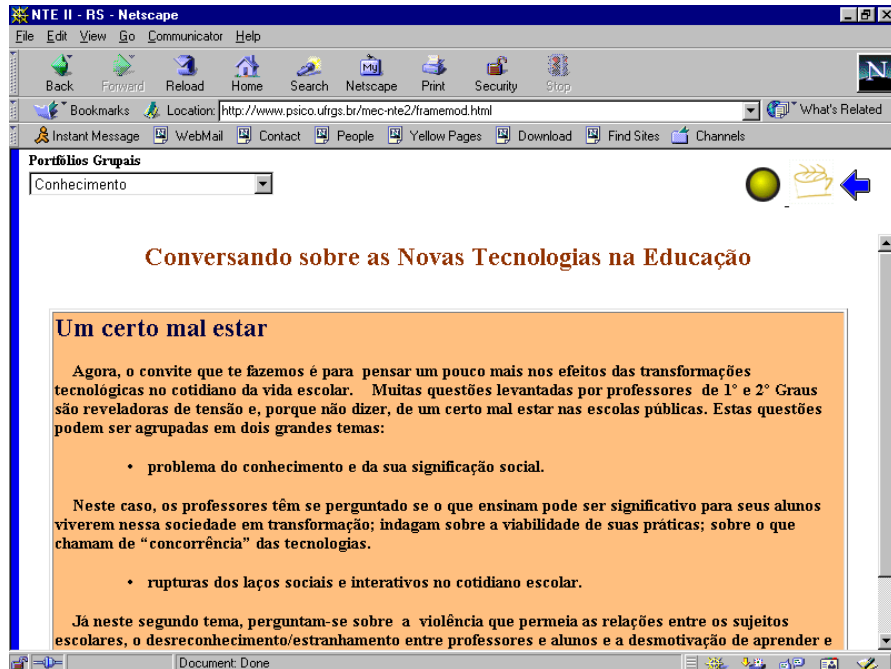 NTE II - RS - Netscape
File Edit View Go Communicator Help
My
N
Back Forward Reload Home Search Netscape Print Security Stop
Bookmarks Location: http://www.psico.ufrgs.br/mec-nte2/framemod.html What's Related
Instant Message WebMail Contact People Yellow Pages Download Find Sites Channels
Portfólios Grupais
Conhecimento
Conversando sobre as Novas Tecnologias na Educação
Um certo mal estar
Agora, o convite que te fazemos é para pensar um pouco mais nos efeitos das transformações
tecnológicas no cotidiano da vida escolar. Muitas questões levantadas por professores de 1° e 2° Graus
são reveladoras de tensão e, porque não dizer, de um certo mal estar nas escolas públicas. Estas questões
podem ser agrupadas em dois grandes temas:
• problema do conhecimento e da sua significação social.
Neste caso, os professores têm se perguntado se o que ensinam pode ser significativo para seus alunos
viverem nessa sociedade em transformação; indagam sobre a viabilidade de suas práticas; sobre o que
chamam de “concorrência” das tecnologias.
• rupturas dos laços sociais e interativos no cotidiano escolar.
Já neste segundo tema, perguntam-se sobre a violência que permeia as relações entre os sujeitos
escolares, o desreconhecimento/estranhamento entre professores e alunos e a desmotivação de aprender e
Document: Done